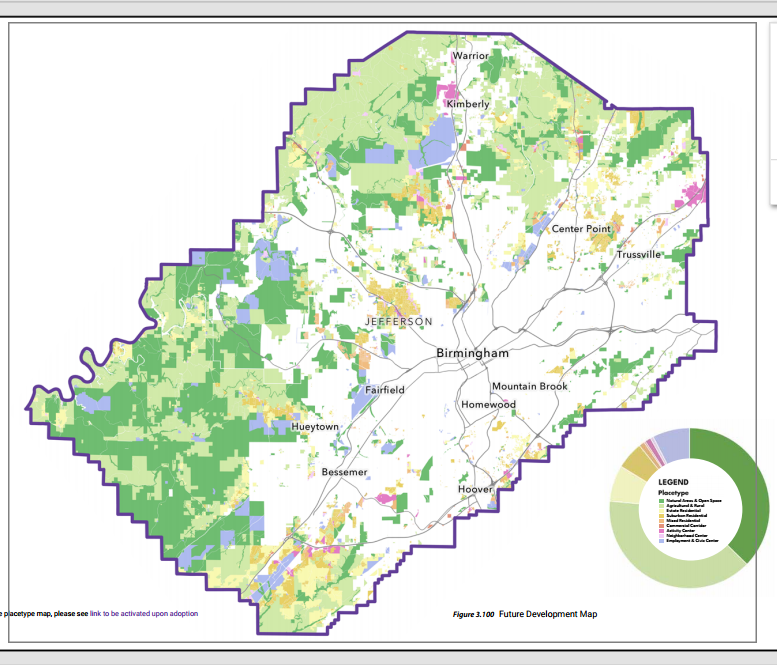 Warrior
Kimberly
Center Point
Trussville
JEFFERSON
Birmingham
Fairfield
Mountain Brook
Homewood
Hueytown
Bessemer
Hoover
LEGEND
Placetype
Natural Areas & Open Space
Agricultural & Rural
Estate Residential
Suburban Residential
Mixed Residential
Commercial Corridor
Activity Center
Neighborhood Center
Employment & Civic Center
e placetype map, please see link to be activated upon adoption
Figure 3.100 Future Development Map